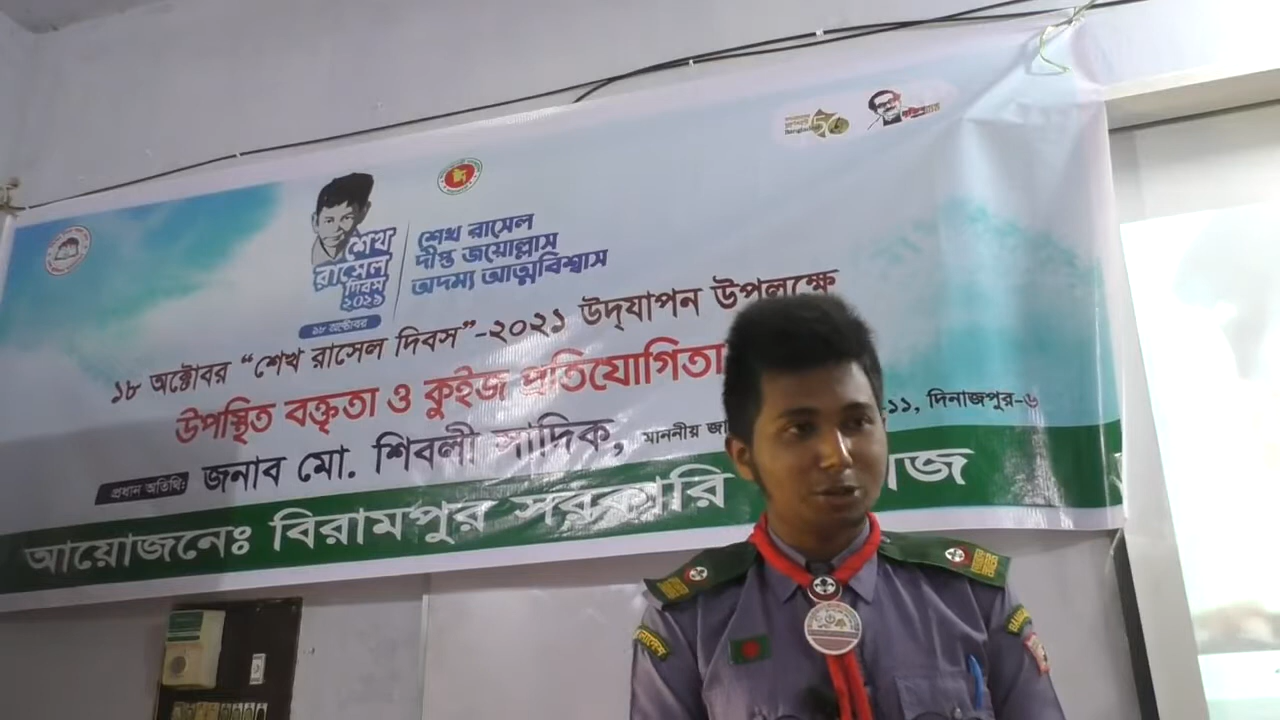 শেখ
রাসেল
দিবস
২০২১
১৮ অক্টোবর
শেখ রাসেল
দীপ্ত জয়োল্লাস
অদম্য আত্মবিশ্বাস
১৮ অক্টোবর “শেখ রাসেল দিবস”-২০২১ উদ্‌যাপন উপলক্ষে
উপস্থিত বক্তৃতা ও কুইজ প্রতিযোগিতা
প্রধান অতিথি: জনাব মো. শিবলী সাদিক, মাননীয় -১১, দিনাজপুর-৬
আয়োজনেঃ বিরামপুর সরকারি